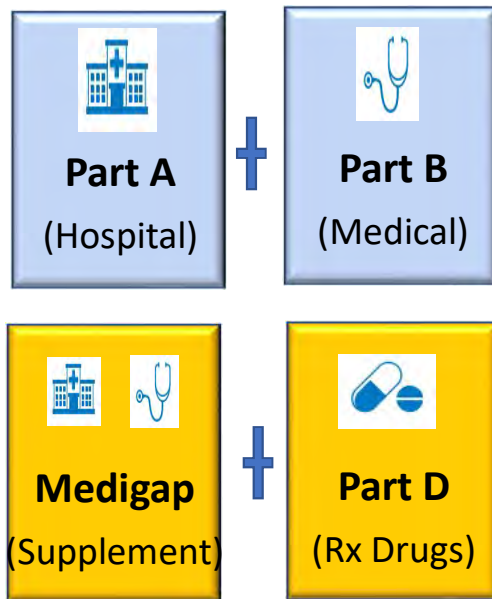 Part A
(Hospital)
Part B
(Medical)
Medigap
(Supplement)
Part D
(Rx Drugs)